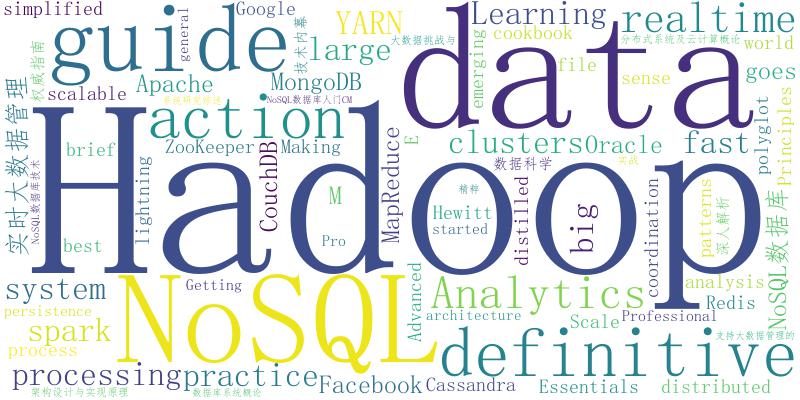 simplified
general
Google
技术内幕
YARN
Learning
realtime
guide
权威指南
large
大数据挑战与
cookbook
分布式系统及云计算概论
world
data
emerging
file
sense
goes
scalable
Apache
MongoDB
系统研究综述
NoSQL数据库入门CM
实时大数据管理
NoSQL数据库技术
action
brief
ZooKeeper
Making
CouchDB
MapReduce
E
clusters
Oracle
fast
polyglot
Principles
数据科学
实战
Hadoop
lightning
best
M
Pro
精粹
Hewitt
started
distilled
big
coordination
patterns
深入解析
NoSQL数据库
system
Getting
NoSQL
Advanced
Analytics
analysis
Redis
persistence
spark
process
architecture
Scale
Professional
支持大数据管理的
definitive
processing
practice
Facebook
Cassandra
Essentials
distributed
架构设计与实现原理
数据库系统概论